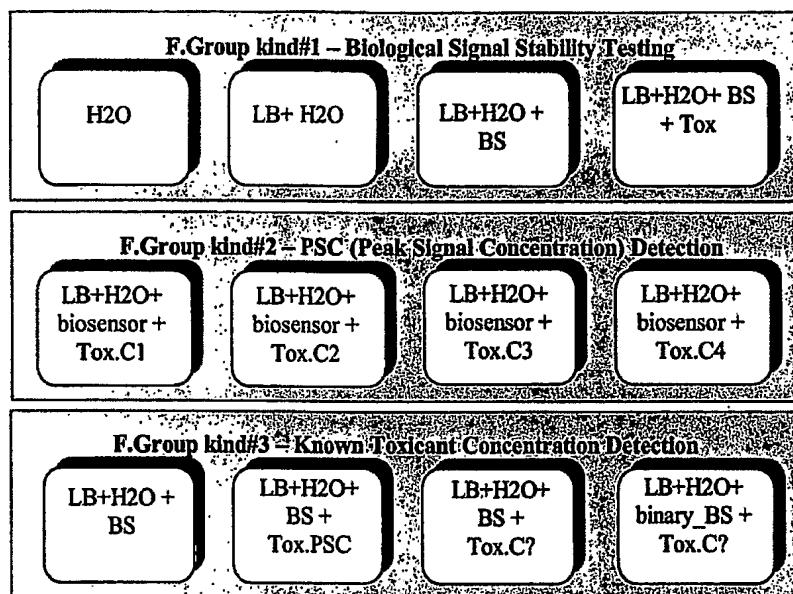 F.Group kind#1 – Biological Signal Stability Testing
H2O
LB+ H2O
LB+H2O +
BS
LB+H2O+ BS
+ Tox
F.Group kind#2 – PSC (Peak Signal Concentration) Detection
LB+H2O+
biosensor +
Tox.C1
LB+H2O+
biosensor +
Tox.C2
LB+H2O+
biosensor +
Tox.C3
LB+H2O+
biosensor +
Tox.C4
F.Group kind#3 – Known Toxicant Concentration Detection
LB+H2O +
BS
LB+H2O+
BS +
Tox.PSC
LB+H2O+
BS +
Tox.C?
LB+H2O+
binary_BS +
Tox.C?